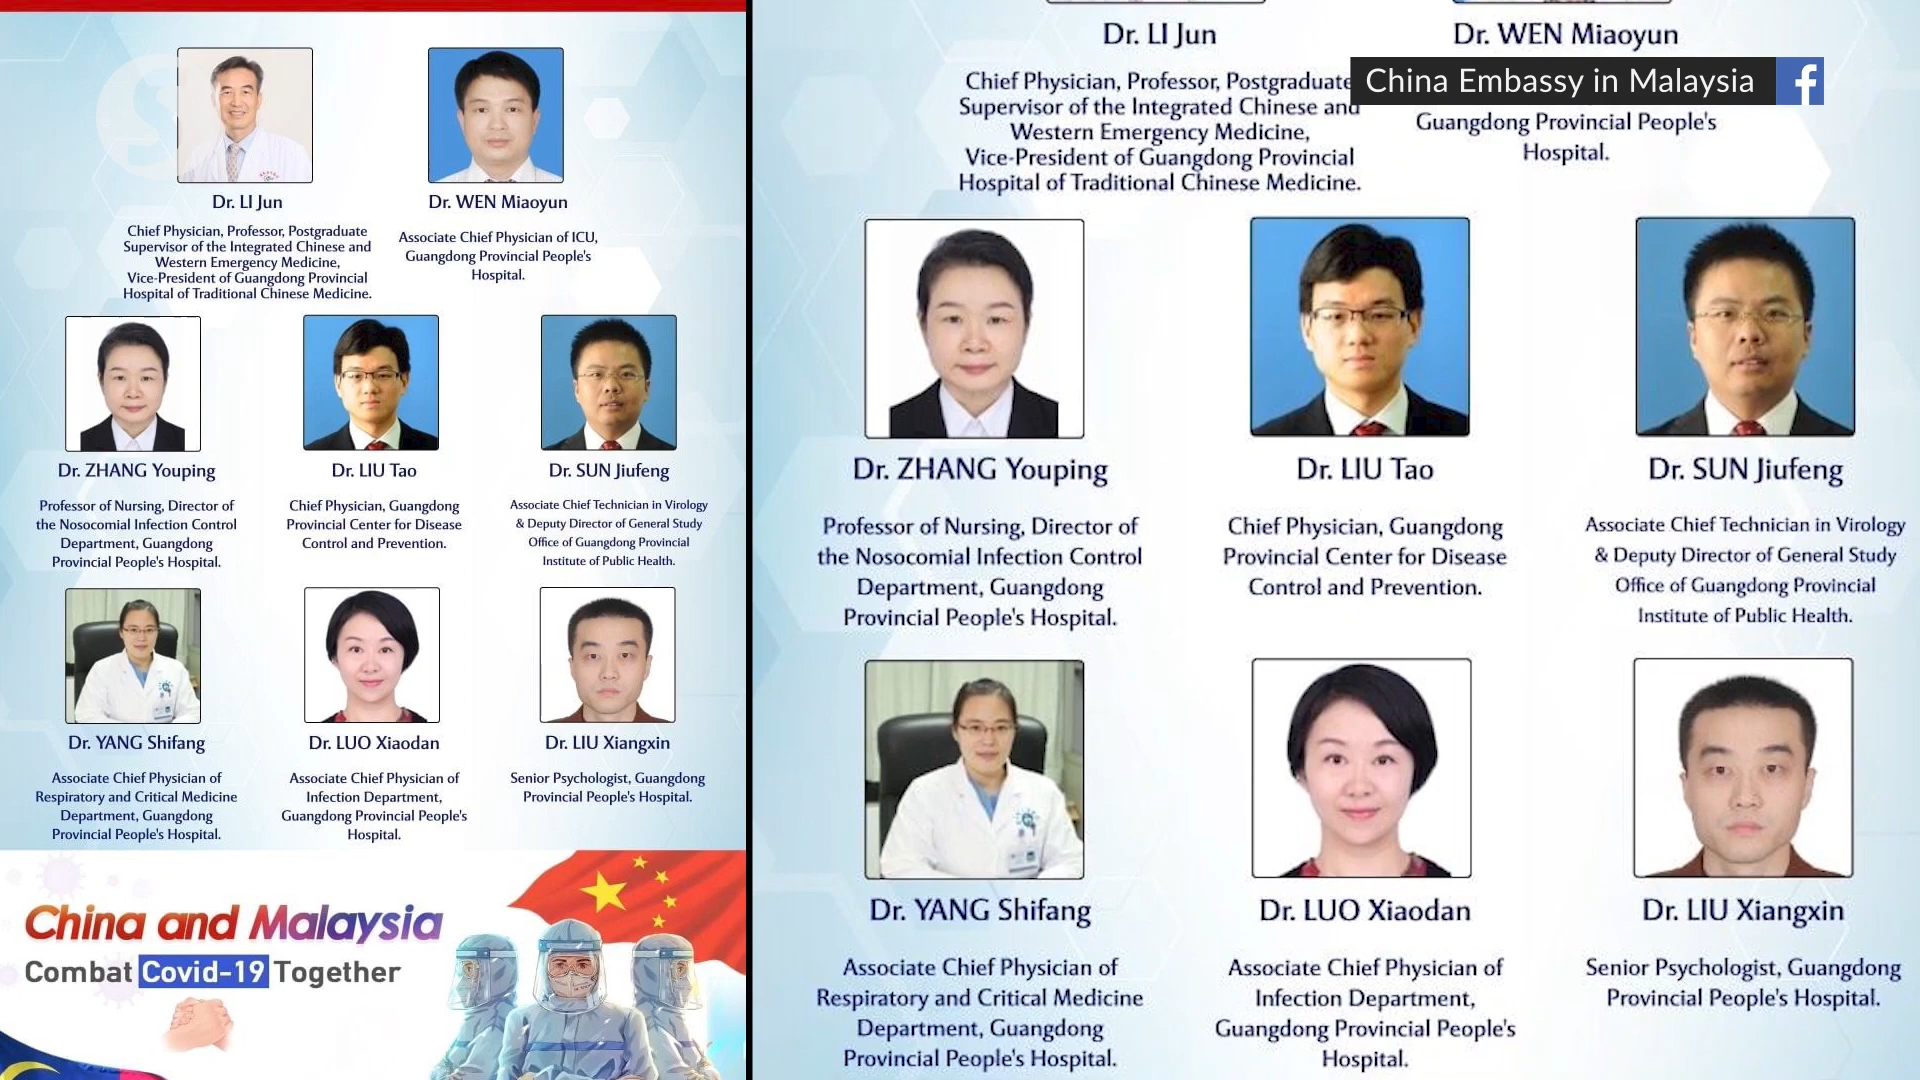 Dr. LI Jun
Chief Physician, Professor, Postgraduate
Supervisor of the Integrated Chinese and
Western Emergency Medicine,
Vice-President of Guangdong Provincial
Hospital of Traditional Chinese Medicine.
Dr. WEN Miaoyun
Associate Chief Physician of ICU,
Guangdong Provincial People's
Hospital.
Dr. ZHANG Youping
Professor of Nursing, Director of
the Nosocomial Infection Control
Department, Guangdong
Provincial People's Hospital.
Dr. LIU Tao
Chief Physician, Guangdong
Provincial Center for Disease
Control and Prevention.
Dr. SUN Jiufeng
Associate Chief Technician in Virology
& Deputy Director of General Study
Office of Guangdong Provincial
Institute of Public Health.
Dr. YANG Shifang
Associate Chief Physician of
Respiratory and Critical Medicine
Department, Guangdong
Provincial People's Hospital.
Dr. LUO Xiaodan
Associate Chief Physician of
Infection Department,
Guangdong Provincial People's
Hospital.
Dr. LIU Xiangxin
Senior Psychologist, Guangdong
Provincial People's Hospital.
China and Malaysia
Combat Covid-19 Together
Dr. LI Jun
Chief Physician, Professor, Postgraduate
Supervisor of the Integrated Chinese and
Western Emergency Medicine,
Vice-President of Guangdong Provincial
Hospital of Traditional Chinese Medicine.
Dr. WEN Miaoyun
China Embassy in Malaysia f
Guangdong Provincial People's
Hospital.
Dr. ZHANG Youping
Professor of Nursing, Director of
the Nosocomial Infection Control
Department, Guangdong
Provincial People's Hospital.
Dr. LIU Tao
Chief Physician, Guangdong
Provincial Center for Disease
Control and Prevention.
Dr. SUN Jiufeng
Associate Chief Technician in Virology
& Deputy Director of General Study
Office of Guangdong Provincial
Institute of Public Health.
Dr. YANG Shifang
Associate Chief Physician of
Respiratory and Critical Medicine
Department, Guangdong
Provincial People's Hospital.
Dr. LUO Xiaodan
Associate Chief Physician of
Infection Department,
Guangdong Provincial People's
Hospital.
Dr. LIU Xiangxin
Senior Psychologist, Guangdong
Provincial People's Hospital.